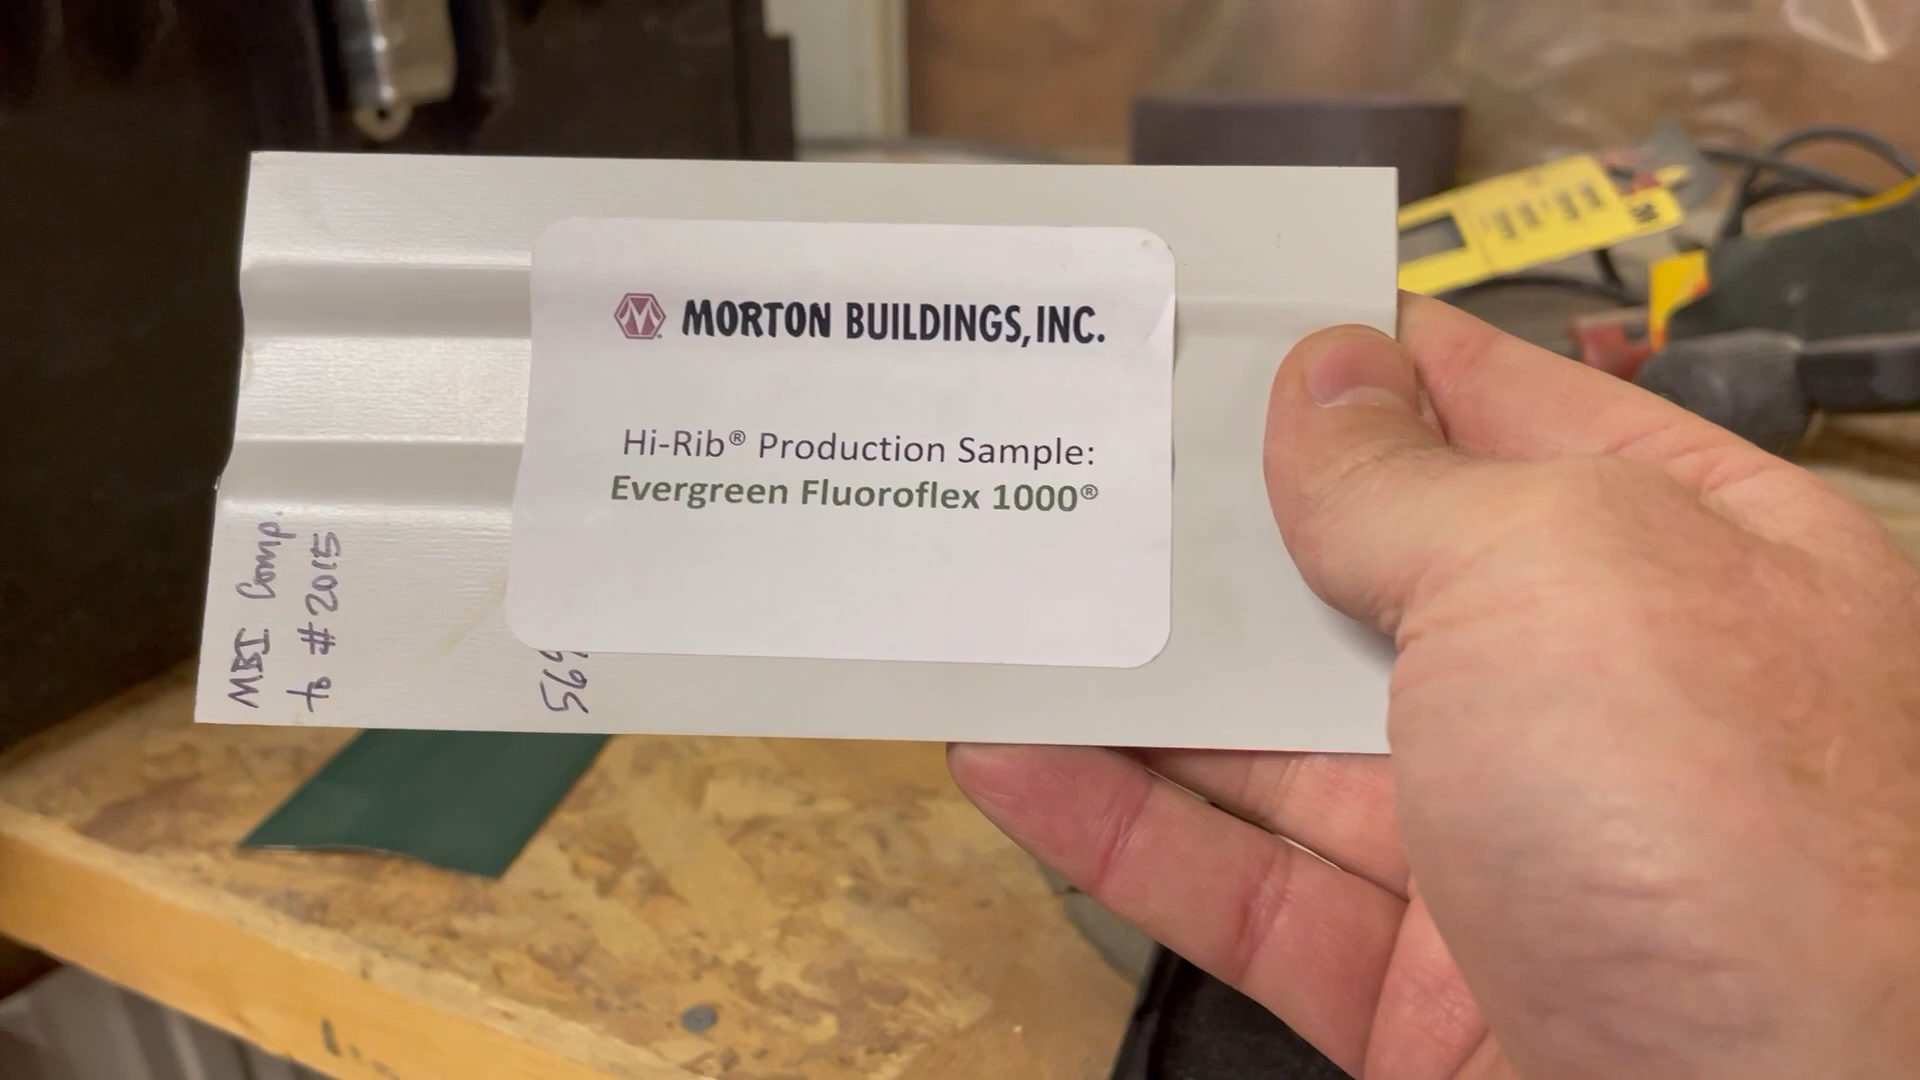 MORTON BUILDINGS, INC.
Hi-Rib® Production Sample:
Evergreen Fluoroflex 1000®
MBI Comp.
to #2015